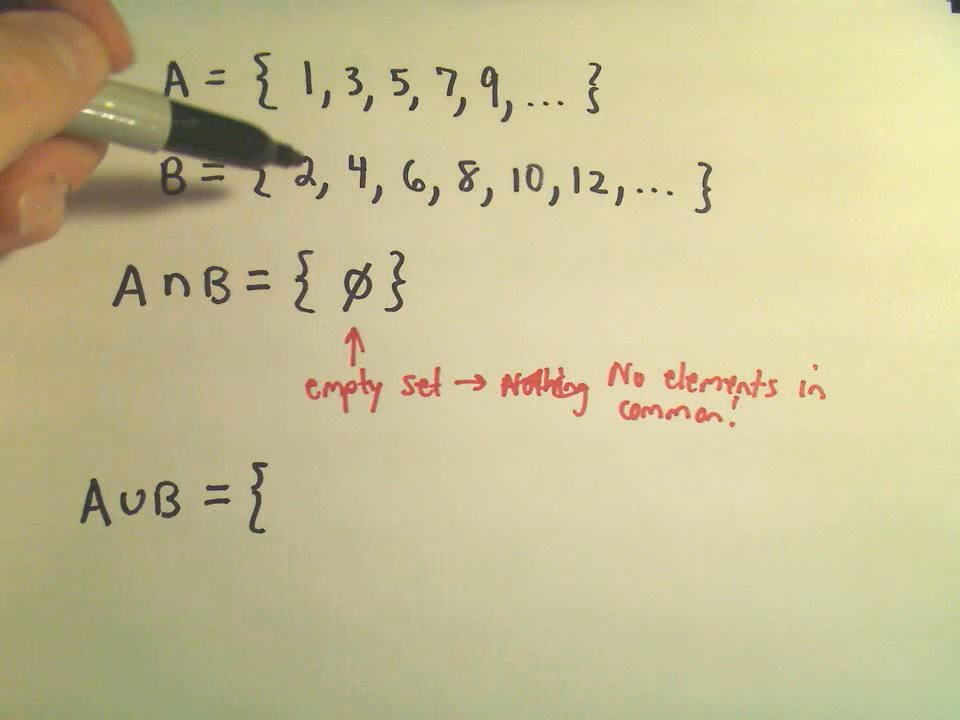 A = { 1, 3, 5, 7, 9, ... }
B = { 2, 4, 6, 8, 10, 12, ... }
A ∩ B = { ∅ }
↑
empty set → Nothing No elements in
common!
A ∪ B = {